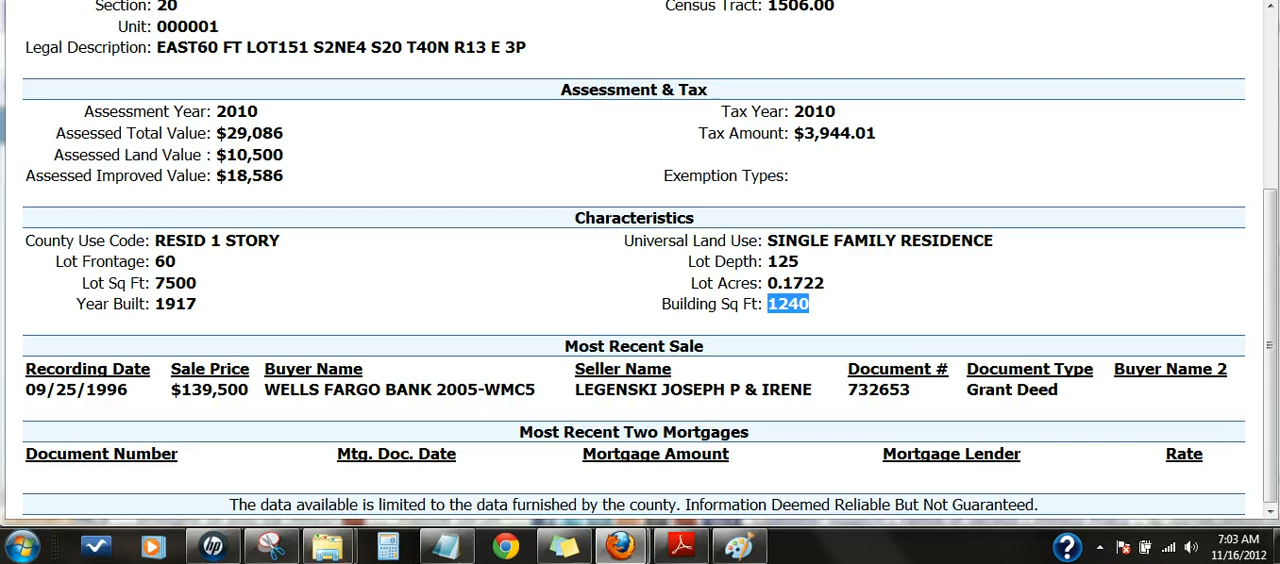 Section: 20 Census Tract: 1506.00
Unit: 000001
Legal Description: EAST60 FT LOT151 S2NE4 S20 T40N R13 E 3P
Assessment & Tax
Assessment Year: 2010 Tax Year: 2010
Assessed Total Value: $29,086 Tax Amount: $3,944.01
Assessed Land Value : $10,500
Assessed Improved Value: $18,586 Exemption Types:
Characteristics
County Use Code: RESID 1 STORY Universal Land Use: SINGLE FAMILY RESIDENCE
Lot Frontage: 60 Lot Depth: 125
Lot Sq Ft: 7500 Lot Acres: 0.1722
Year Built: 1917 Building Sq Ft: 1240
Most Recent Sale
Recording Date Sale Price Buyer Name Seller Name Document # Document Type Buyer Name 2
09/25/1996 $139,500 WELLS FARGO BANK 2005-WMC5 LEGENSKI JOSEPH P & IRENE 732653 Grant Deed
Most Recent Two Mortgages
Document Number Mtg. Doc. Date Mortgage Amount Mortgage Lender Rate
The data available is limited to the data furnished by the county. Information Deemed Reliable But Not Guaranteed.
hp ? 7:03 AM
11/16/2012